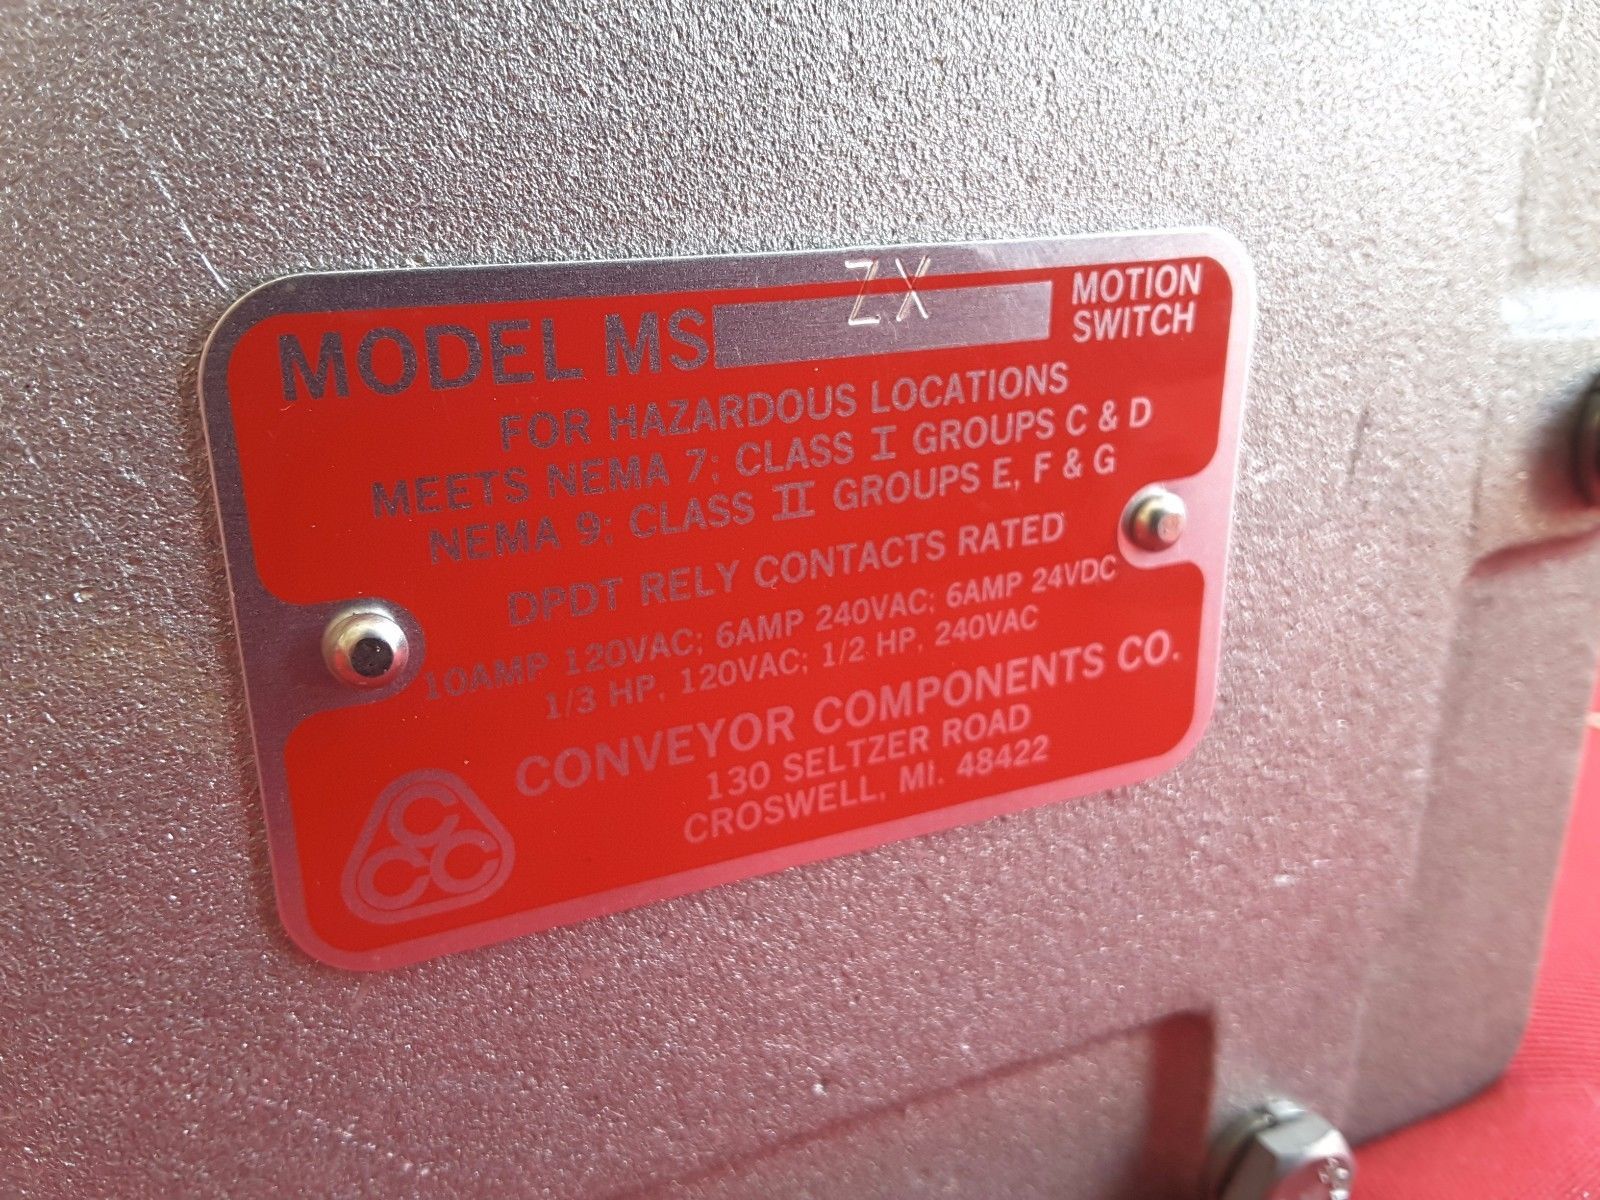 MODEL MS ZX MOTION SWITCH
FOR HAZARDOUS LOCATIONS
MEETS NEMA 7; CLASS I GROUPS C & D
NEMA 9; CLASS II GROUPS E, F & G
DPDT RELY CONTACTS RATED
10AMP 120VAC; 6AMP 240VAC; 6AMP 24VDC
1/3 HP, 120VAC; 1/2 HP, 240VAC
CONVEYOR COMPONENTS CO.
130 SELTZER ROAD
CROSWELL, MI. 48422
C
C C